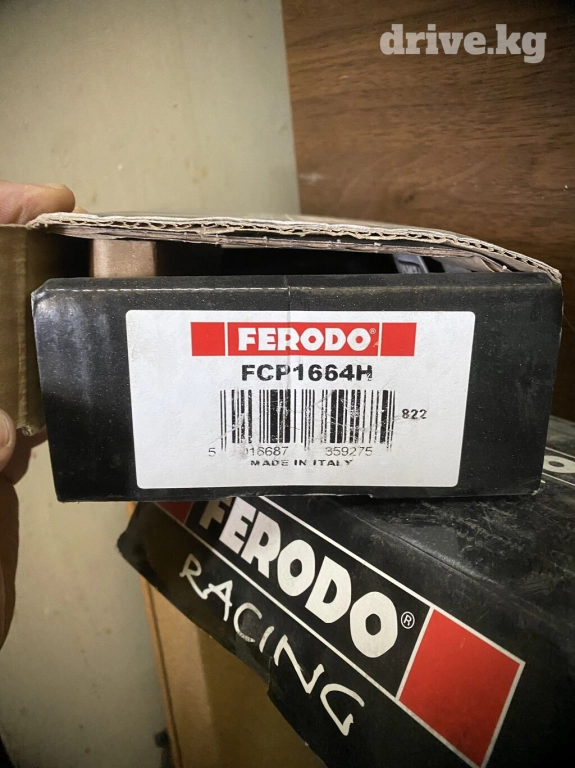 drive.kg
FERODO®
FCP1664H
822
5 016687 359275
MADE IN ITALY
FERODO®
RACING